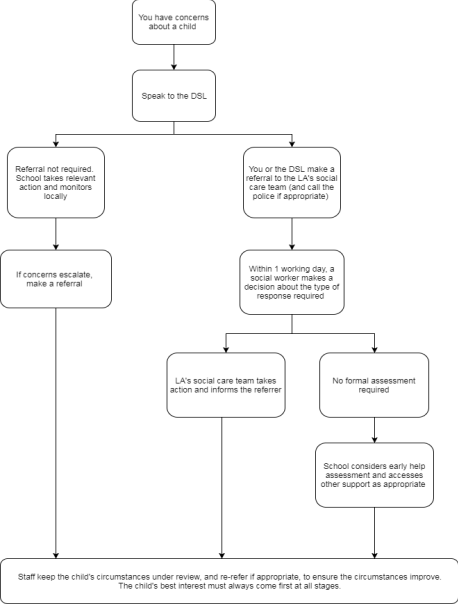 You have concerns
about a child
Speak to the DSL
Referral not required.
School takes relevant
action and monitors
locally
You or the DSL make a
referral to the LA's social
care team (and call the
police if appropriate)
If concerns escalate,
make a referral
Within 1 working day, a
social worker makes a
decision about the type of
response required
LA's social care team takes
action and informs the referrer
No formal assessment
required
School considers early help
assessment and accesses
other support as appropriate
Staff keep the child's circumstances under review, and re-refer if appropriate, to ensure the circumstances improve.
The child's best interest must always come first at all stages.